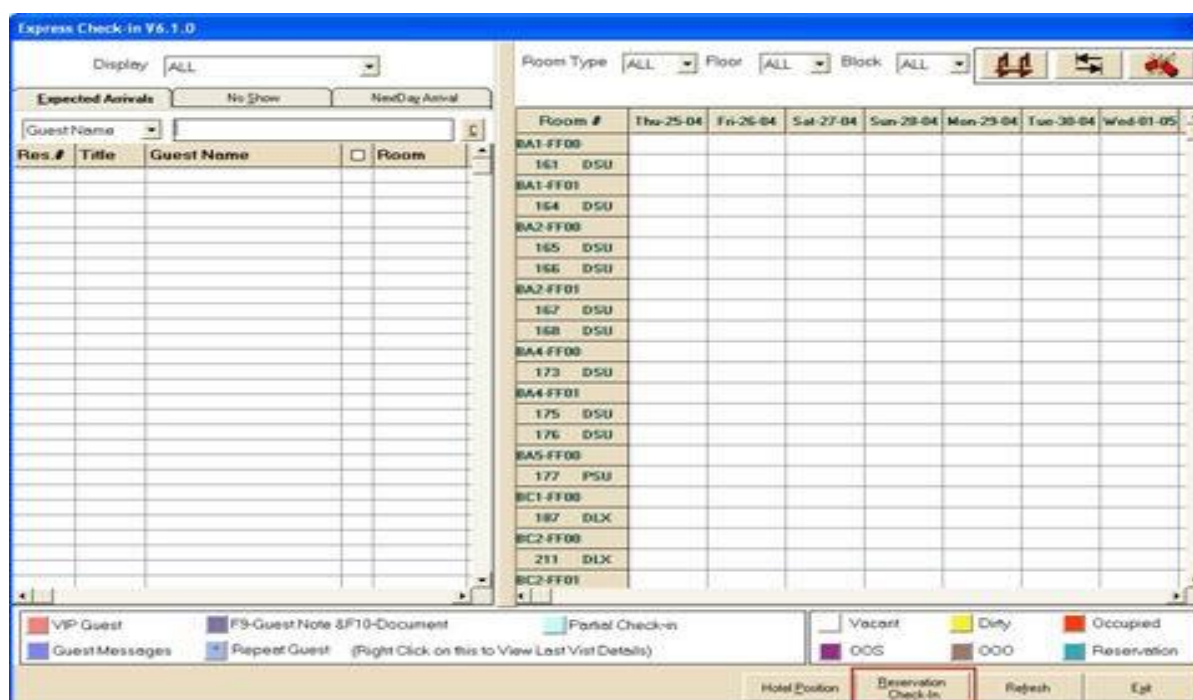 Express Check-in V6.1.0
Display ALL
Expected Arrivals No Show NextDay Arrival
Guest Name C
Res.# Title Guest Name Room
Room Type ALL Floor ALL Block ALL
Room # Thu-25-04 Fri-26-04 Sat-27-04 Sun-28-04 Mon-29-04 Tue-30-04 Wed-01-05
BA1-FF00
161 DSU
BA1-FF01
164 DSU
BA2-FF00
165 DSU
166 DSU
BA2-FF01
167 DSU
168 DSU
BA4-FF00
173 DSU
BA4-FF01
175 DSU
176 DSU
BA5-FF00
177 PSU
BC1-FF00
187 DLX
BC2-FF00
211 DLX
BC2-FF01
VIP Guest F9-Guest Note &F10-Document Partial Check-in
Guest Messages * Repeat Guest (Right Click on this to View Last Vist Details)
Vacant Dirty Occupied
OOS OOO Reservation
Hotel Position Reservation Check-In Refresh Exit